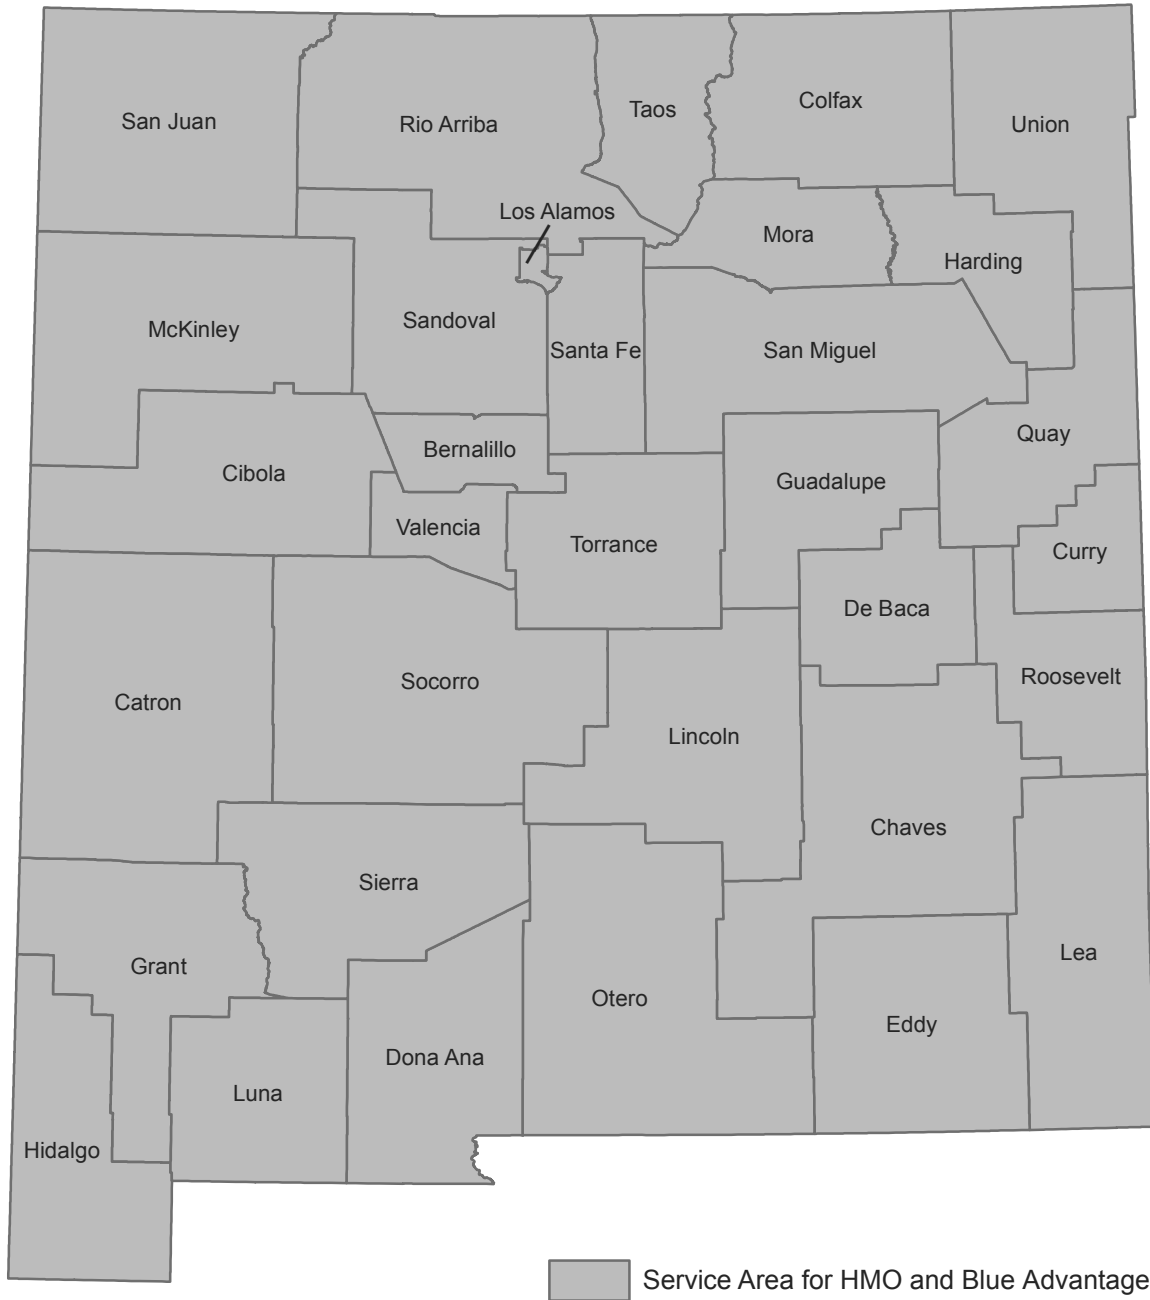 San Juan
Rio Arriba
Taos
Colfax
Union
Los Alamos
Mora
Harding
McKinley
Sandoval
Santa Fe
San Miguel
Quay
Bernalillo
Cibola
Guadalupe
Valencia
Torrance
Curry
De Baca
Roosevelt
Catron
Socorro
Lincoln
Chaves
Sierra
Lea
Grant
Otero
Eddy
Dona Ana
Luna
Hidalgo
Service Area for HMO and Blue Advantage